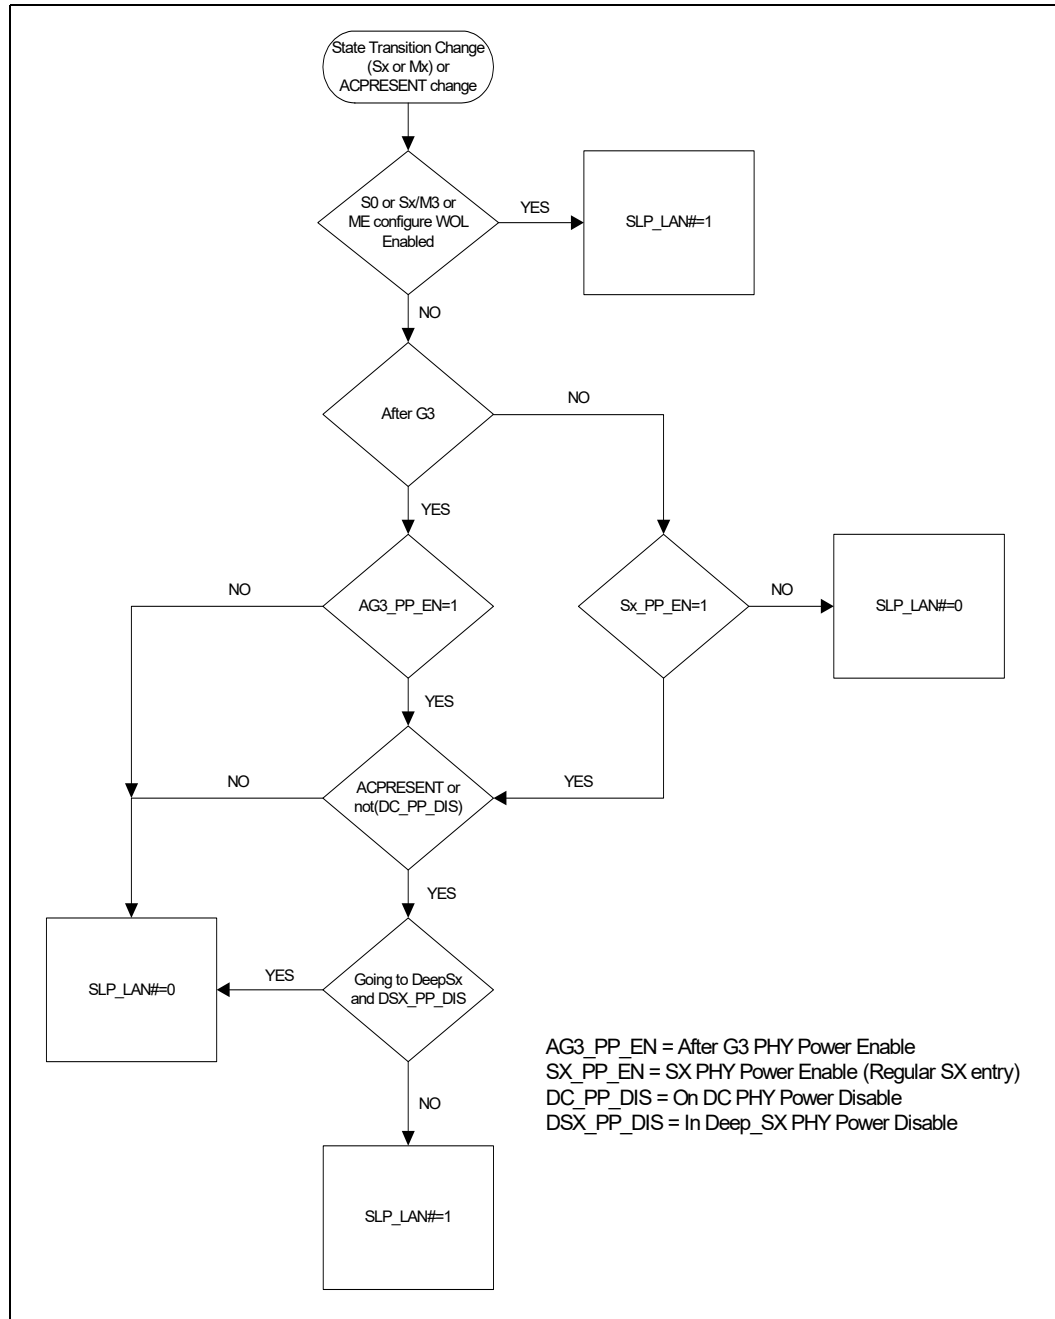 State Transition Change
(Sx or Mx) or
ACPRESENT change
S0 or Sx/M3 or
ME configure WOL
Enabled
YES
SLP_LAN#=1
NO
After G3
NO
YES
NO
AG3_PP_EN=1
Sx_PP_EN=1
NO
SLP_LAN#=0
YES
NO
ACPRESENT or
not(DC_PP_DIS)
YES
YES
SLP_LAN#=0
YES
Going to DeepSx
and DSX_PP_DIS
NO
AG3_PP_EN = After G3 PHY Power Enable
SX_PP_EN = SX PHY Power Enable (Regular SX entry)
DC_PP_DIS = On DC PHY Power Disable
DSX_PP_DIS = In Deep_SX PHY Power Disable
SLP_LAN#=1